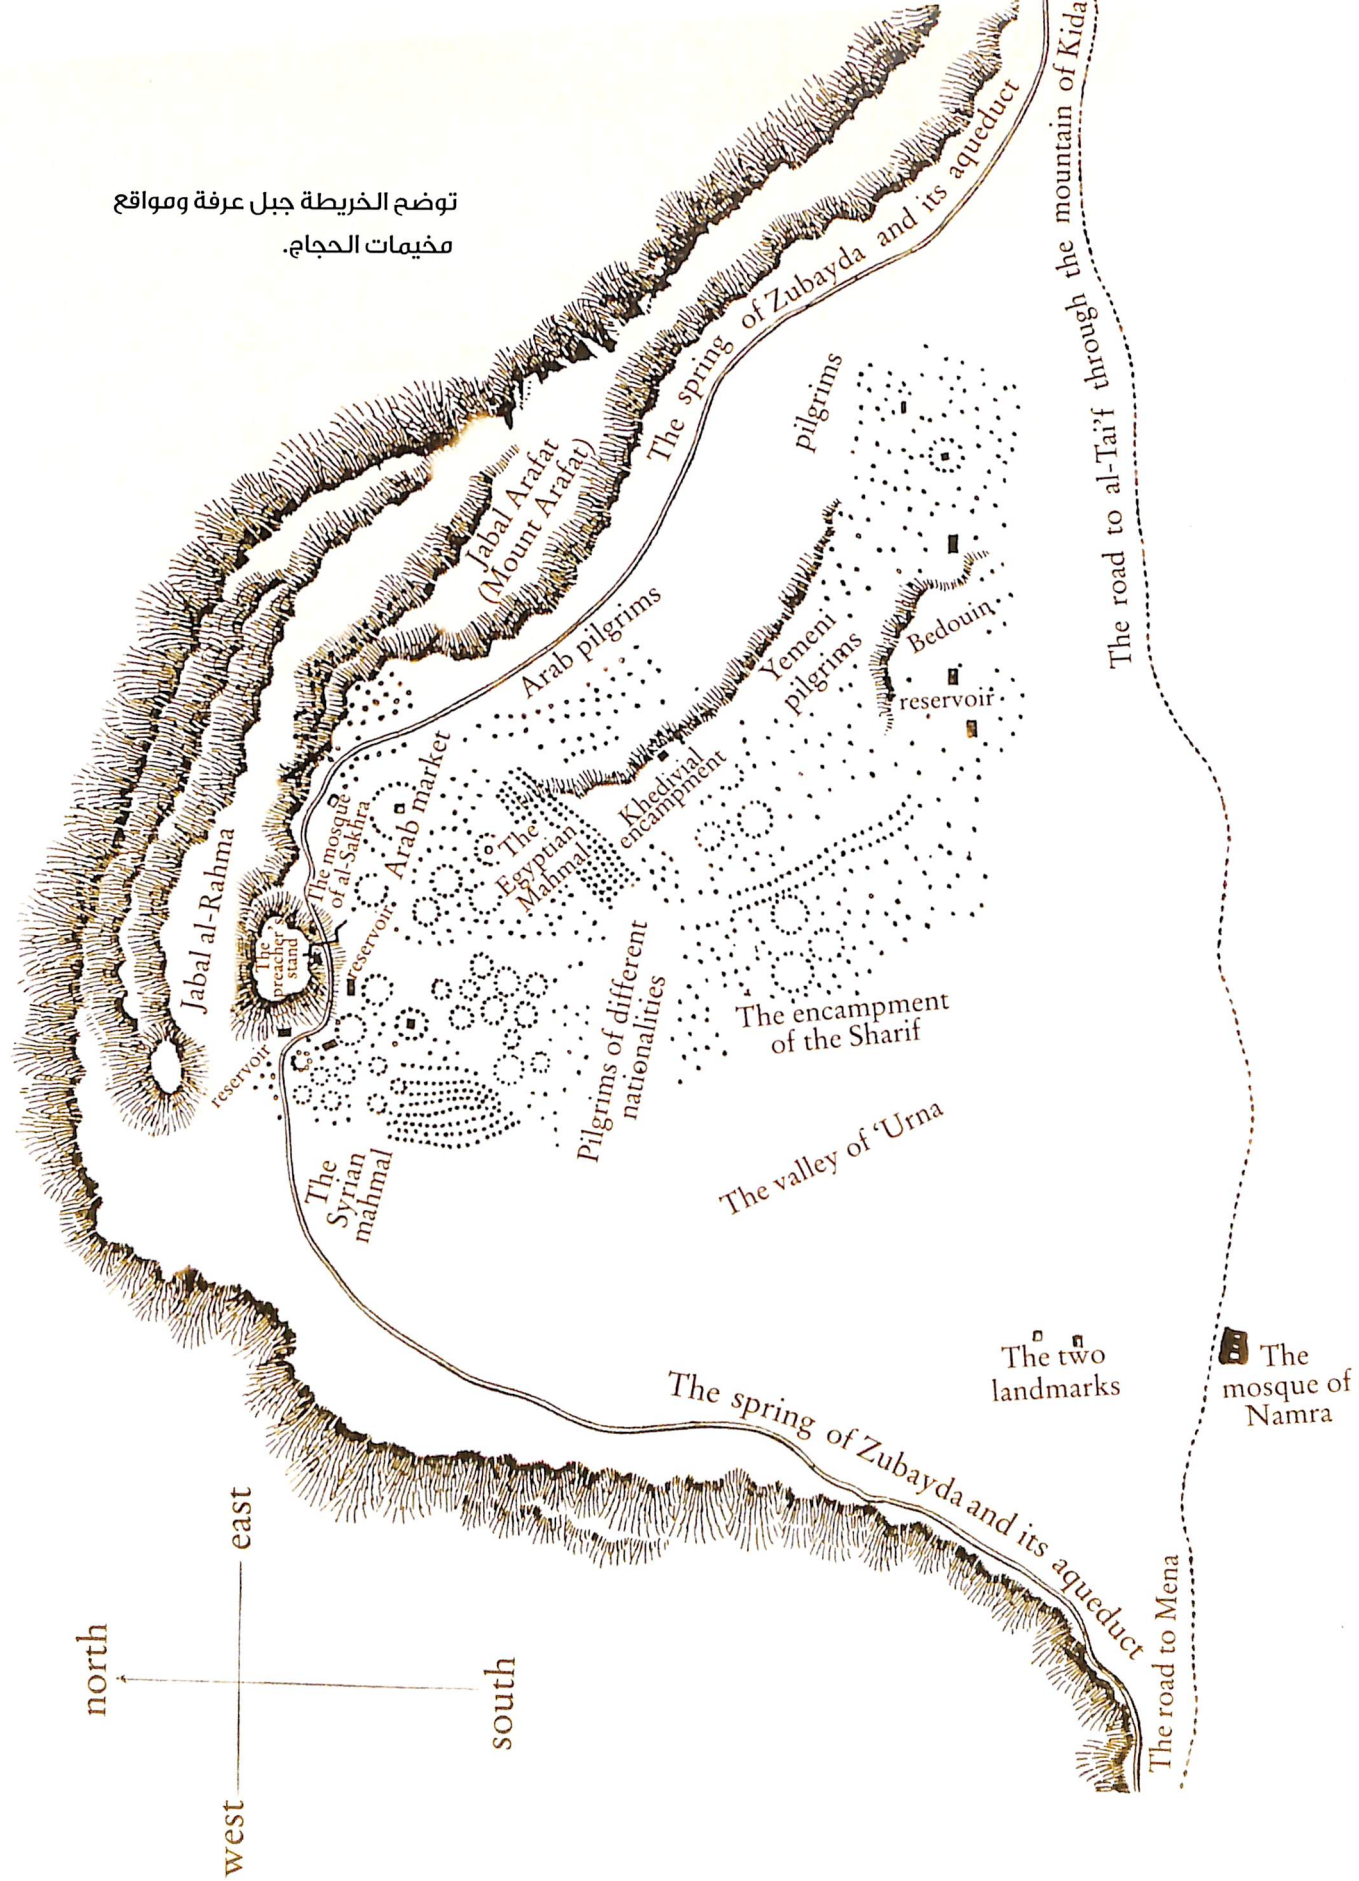 توضح الخريطة جبل عرفة ومواقع
مخيمات الحجاج.
The road to al-Tai'f through the mountain of Kida
The spring of Zubayda and its aqueduct
pilgrims
Jabal Arafat
(Mount Arafat)
Arab pilgrims
Yemeni
pilgrims
Bedouin
reservoir
Khedivial
encampment
Arab market
The
Egyptian
Mahmal
The mosque
of al-Sakhra
Jabal al-Rahma
The
preacher's
stand
reservoir
reservoir
Pilgrims of different
nationalities
The encampment
of the Sharif
The
Syrian
mahmal
The valley of ‘Urna
The two
landmarks
The
mosque of
Namra
The spring of Zubayda and its aqueduct
The road to Mena
east
north
south
west